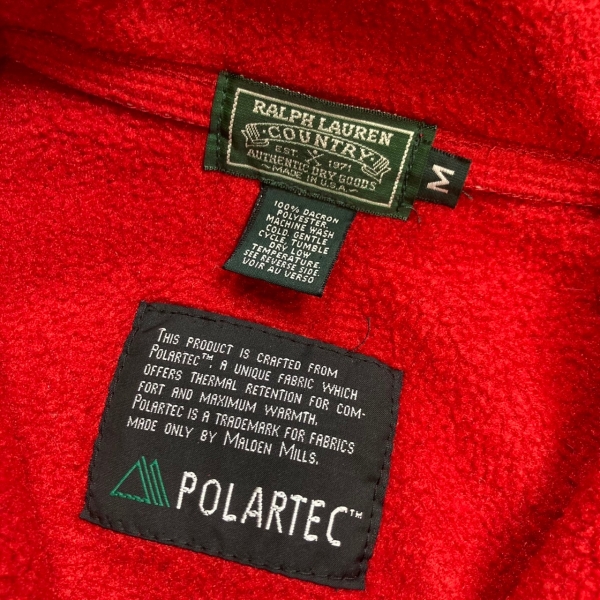 RALPH LAUREN
COUNTRY
EST. 1971
AUTHENTIC DRY GOODS
~MADE IN U.S.A.~
M
100% DACRON
POLYESTER.
MACHINE WASH
COLD. GENTLE
CYCLE, TUMBLE
DRY LOW
TEMPERATURE.
SEE REVERSE SIDE.
VOIR AU VERSO
THIS PRODUCT IS CRAFTED FROM
POLARTEC™, A UNIQUE FABRIC WHICH
OFFERS THERMAL RETENTION FOR COM-
FORT AND MAXIMUM WARMTH.
POLARTEC IS A TRADEMARK FOR FABRICS
MADE ONLY BY MALDEN MILLS.
POLARTEC™